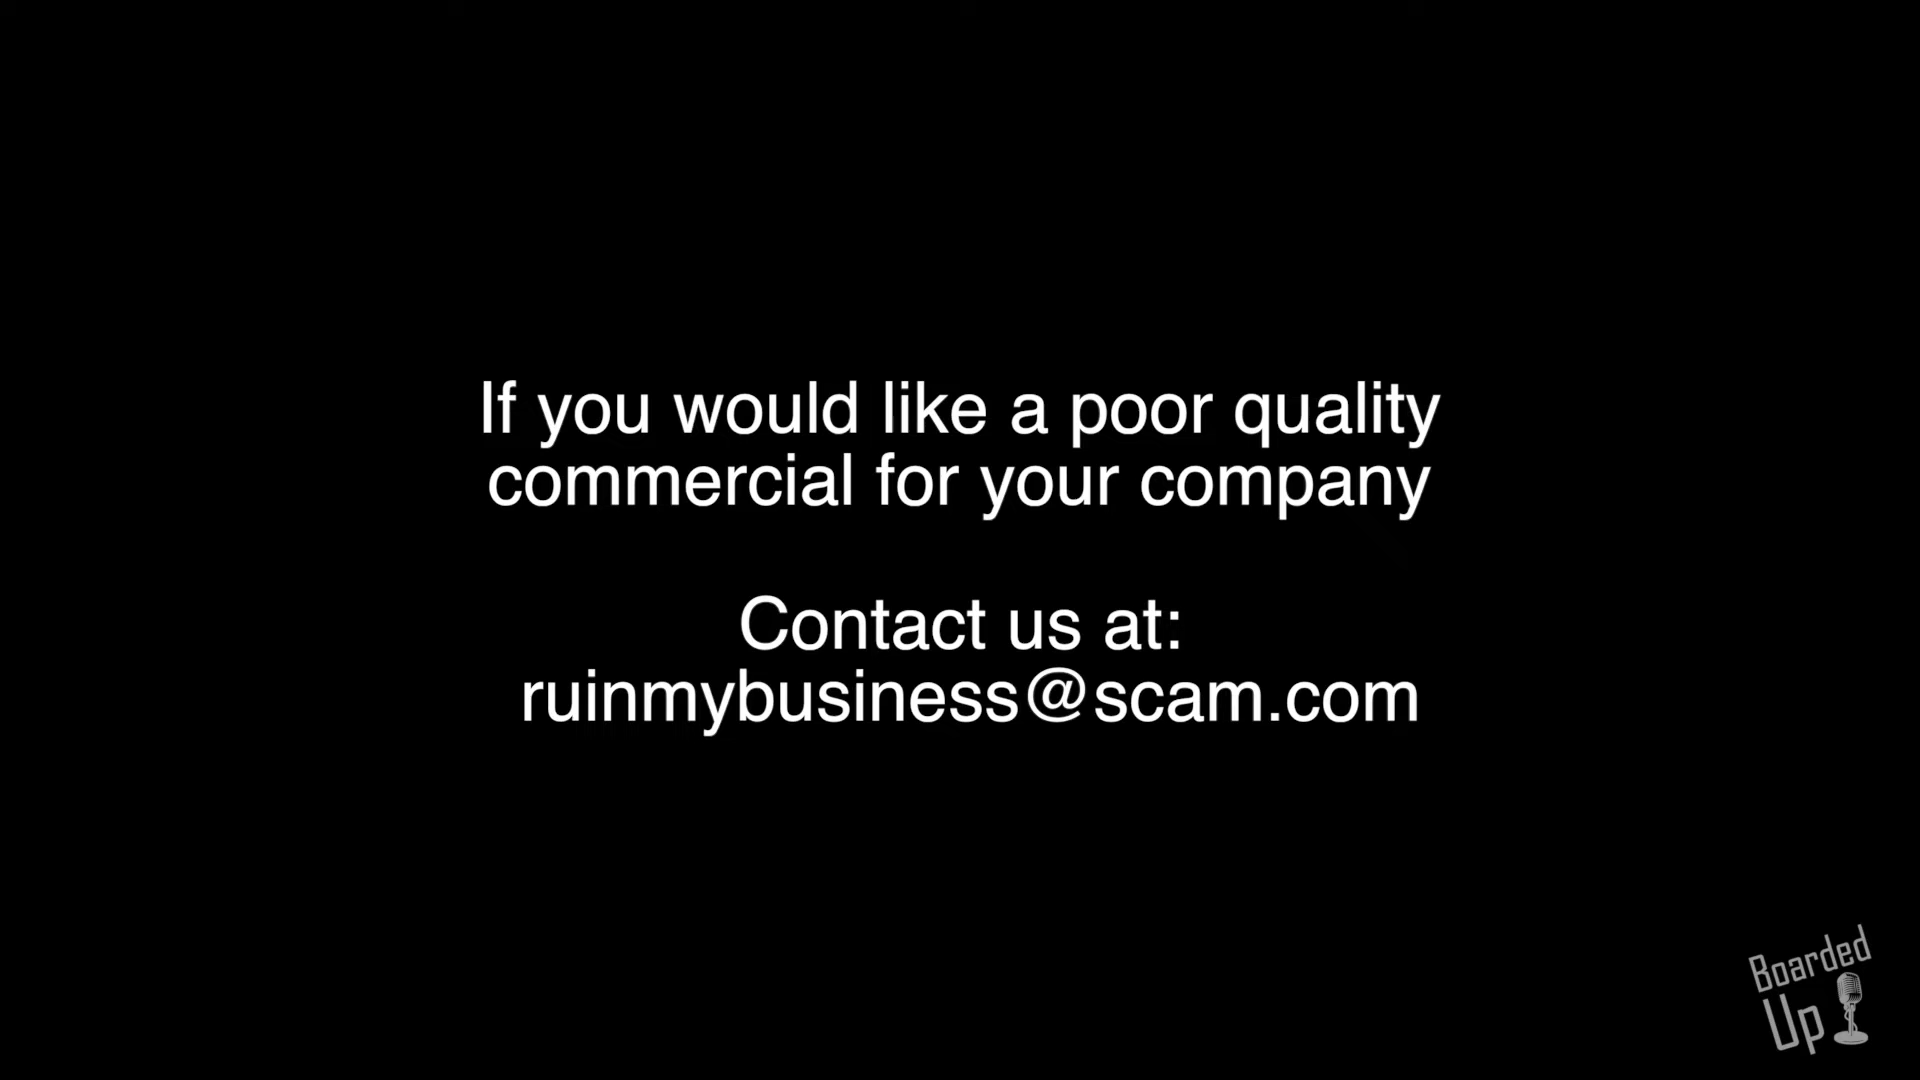 If you would like a poor quality
commercial for your company
Contact us at:
ruinmybusiness@scam.com
Boarded
Up